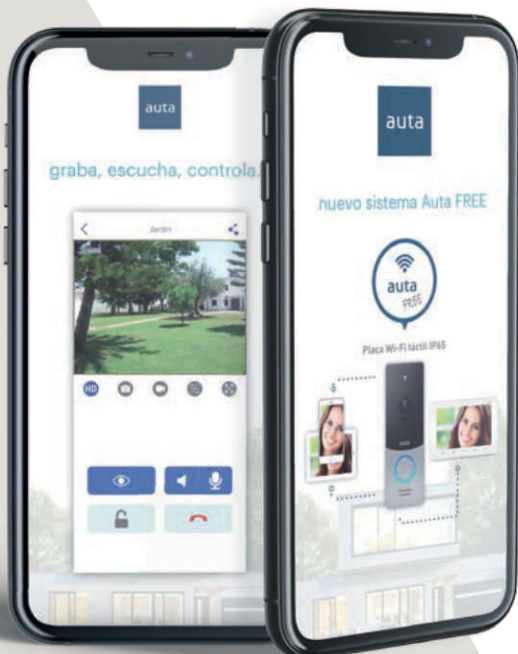 auta
graba, escucha, controla.
Jardín
HD
auta
nuevo sistema Auta FREE
auta
FREE
Placa Wi-Fi táctil IP65
auta